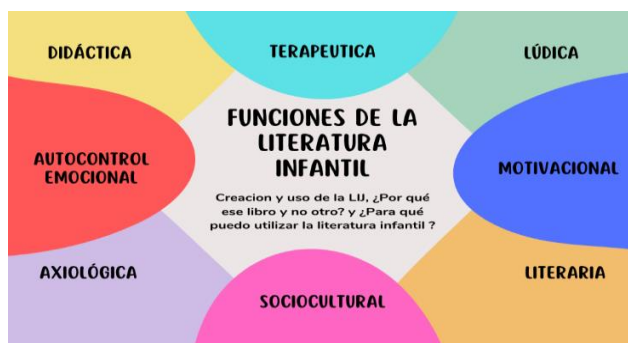 DIDÁCTICA
TERAPEUTICA
LÚDICA
FUNCIONES DE LA
LITERATURA
INFANTIL
AUTOCONTROL
EMOCIONAL
MOTIVACIONAL
Creacion y uso de la LIJ, ¿Por qué
ese libro y no otro? y ¿Para qué
puedo utilizar la literatura infantil ?
AXIOLÓGICA
SOCIOCULTURAL
LITERARIA